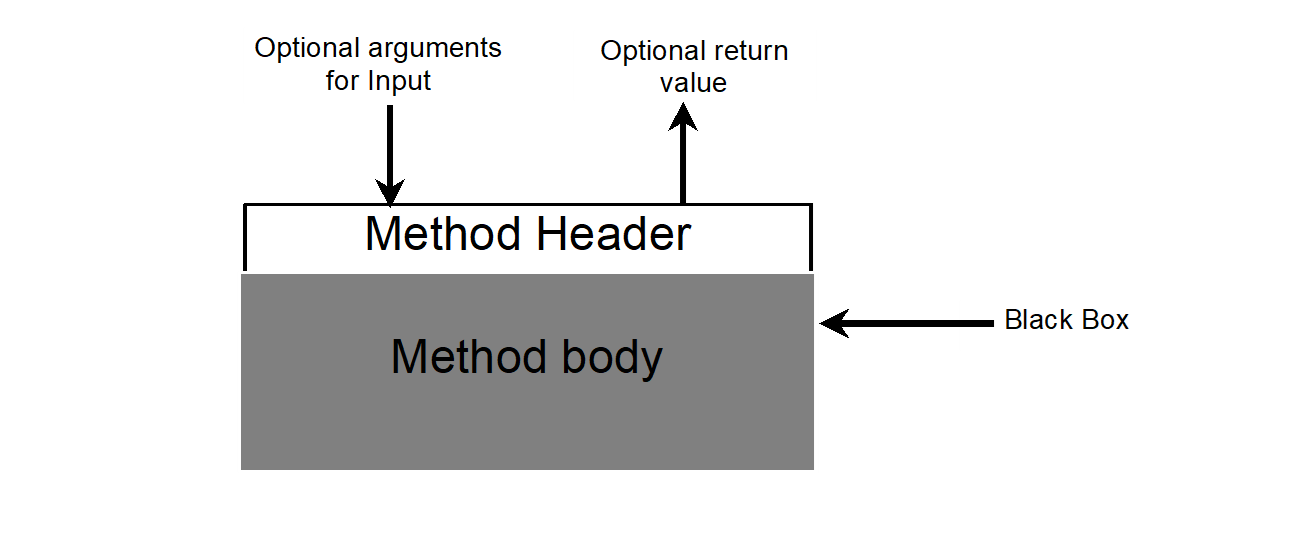 Optional arguments
for Input
Optional return
value
Method Header
Method body
Black Box